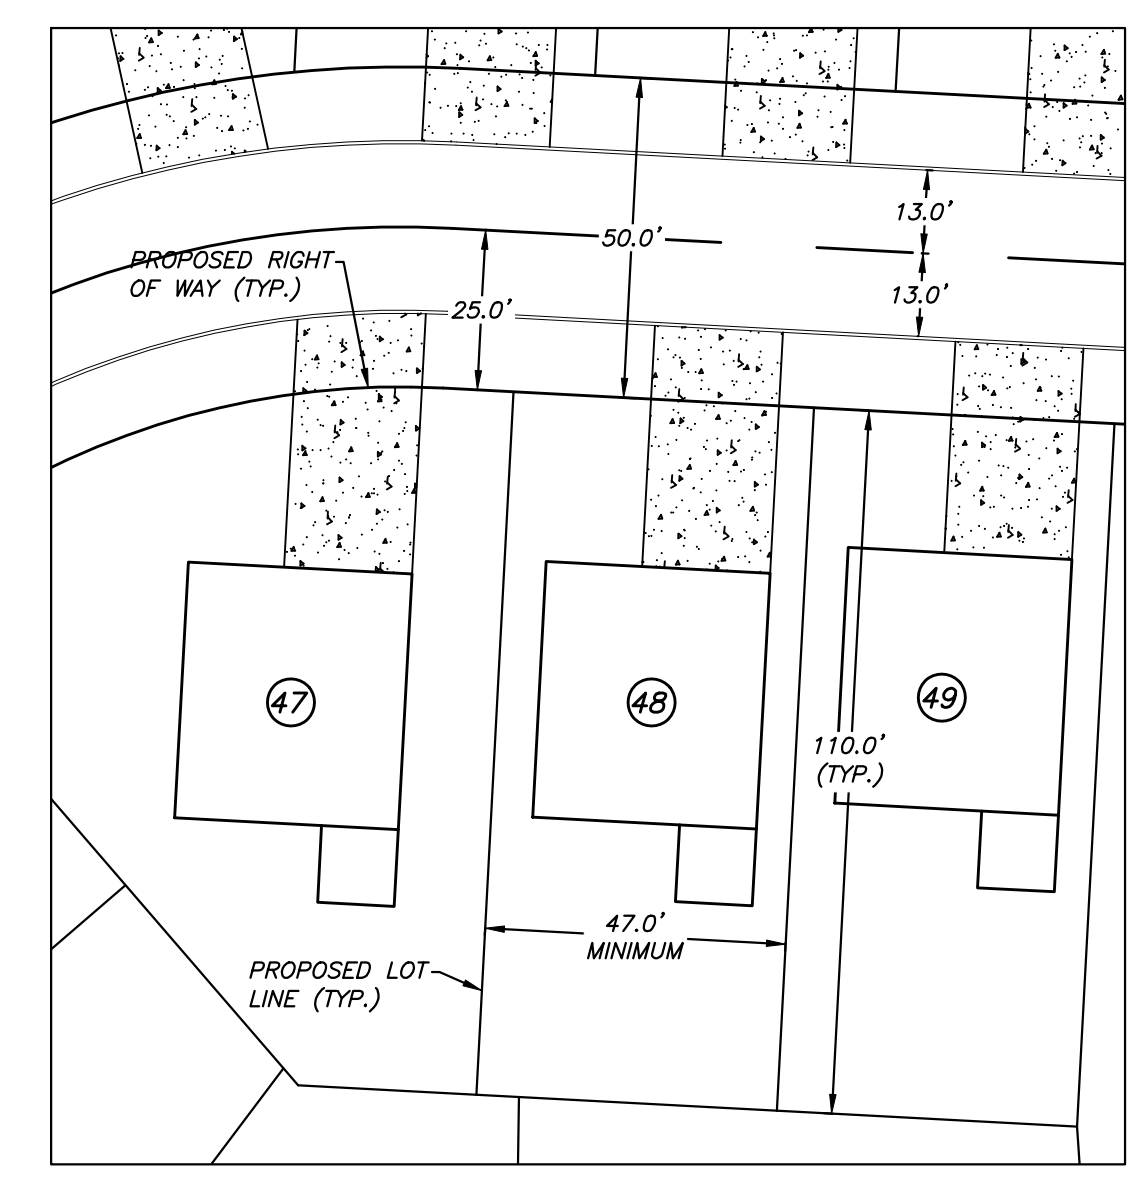 13.0'
50.0'
PROPOSED RIGHT
OF WAY (TYP.)
13.0'
25.0'
47
48
49
110.0'
(TYP.)
47.0'
MINIMUM
PROPOSED LOT
LINE (TYP.)